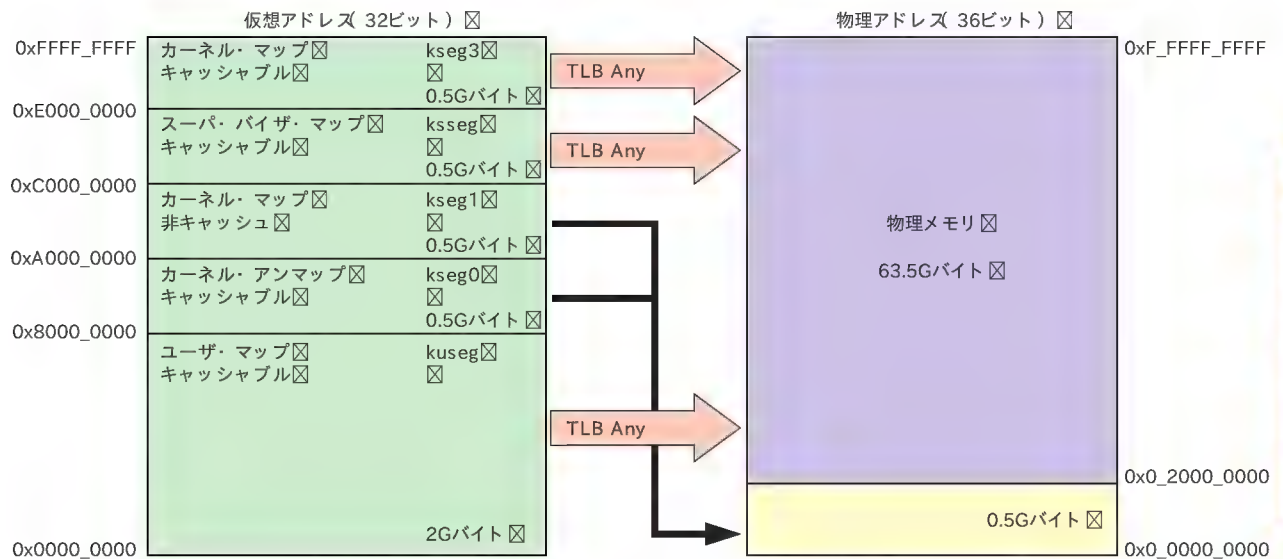 仮想アドレス( 32ビット )
0xFFFF_FFFF
カーネル・ マップ kseg3
キャッシャブル
0.5Gバイト
0xE000_0000
スーパ・ バイザ・ マップ ksseg
キャッシャブル
0.5Gバイト
0xC000_0000
カーネル・ マップ kseg1
非キャッシュ
0.5Gバイト
0xA000_0000
カーネル・ アンマップ kseg0
キャッシャブル
0.5Gバイト
0x8000_0000
ユーザ・ マップ kuseg
キャッシャブル
2Gバイト
0x0000_0000
TLB Any
TLB Any
TLB Any
物理アドレス( 36ビット )
0xF_FFFF_FFFF
物理メモリ
63.5Gバイト
0x0_2000_0000
0.5Gバイト
0x0_0000_0000